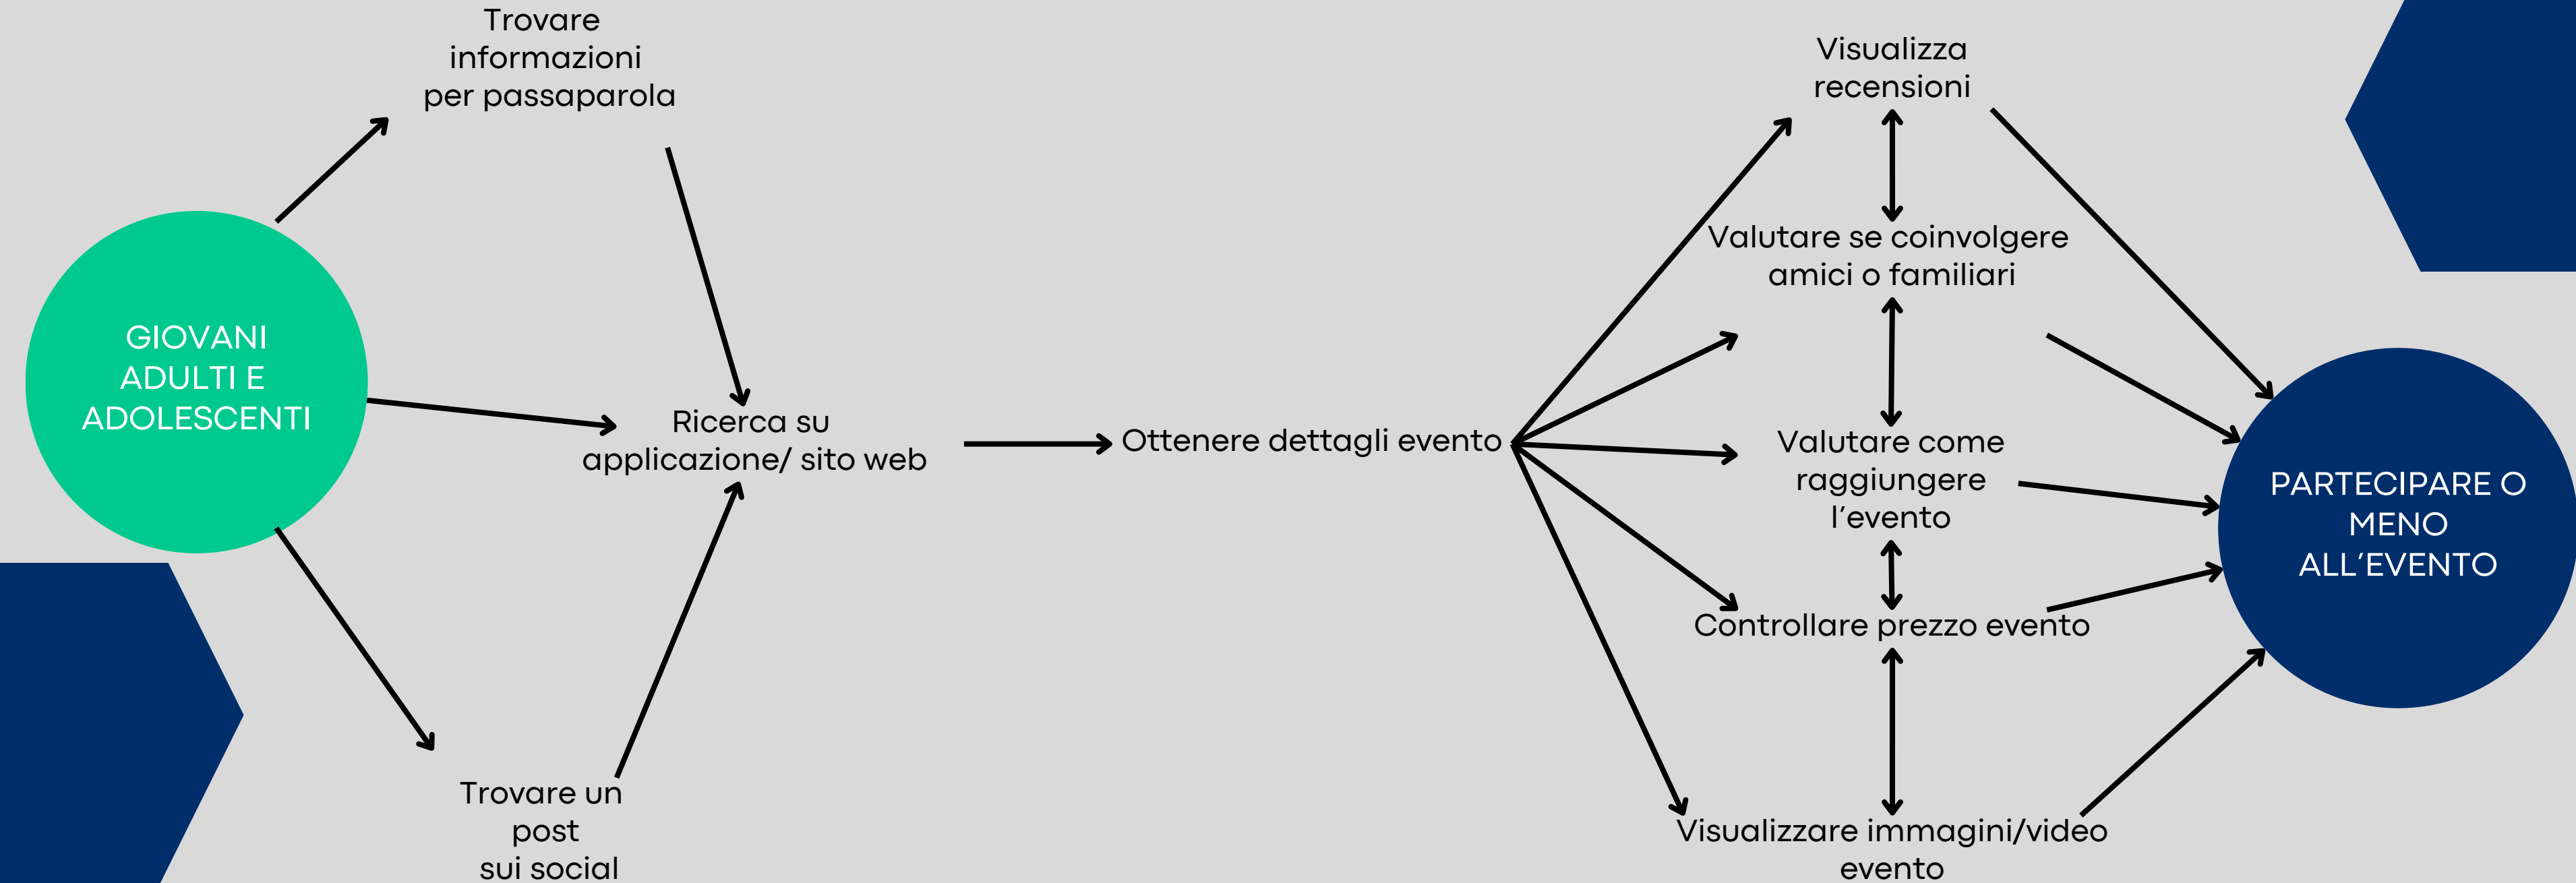 Trovare
informazioni
per passaparola
GIOVANI
ADULTI E
ADOLESCENTI
Ricerca su
applicazione/ sito web
Trovare un
post
sui social
Ottenere dettagli evento
Visualizza
recensioni
Valutare se coinvolgere
amici o familiari
Valutare come
raggiungere
l’evento
Controllare prezzo evento
Visualizzare immagini/video
evento
PARTECIPARE O
MENO
ALL’EVENTO